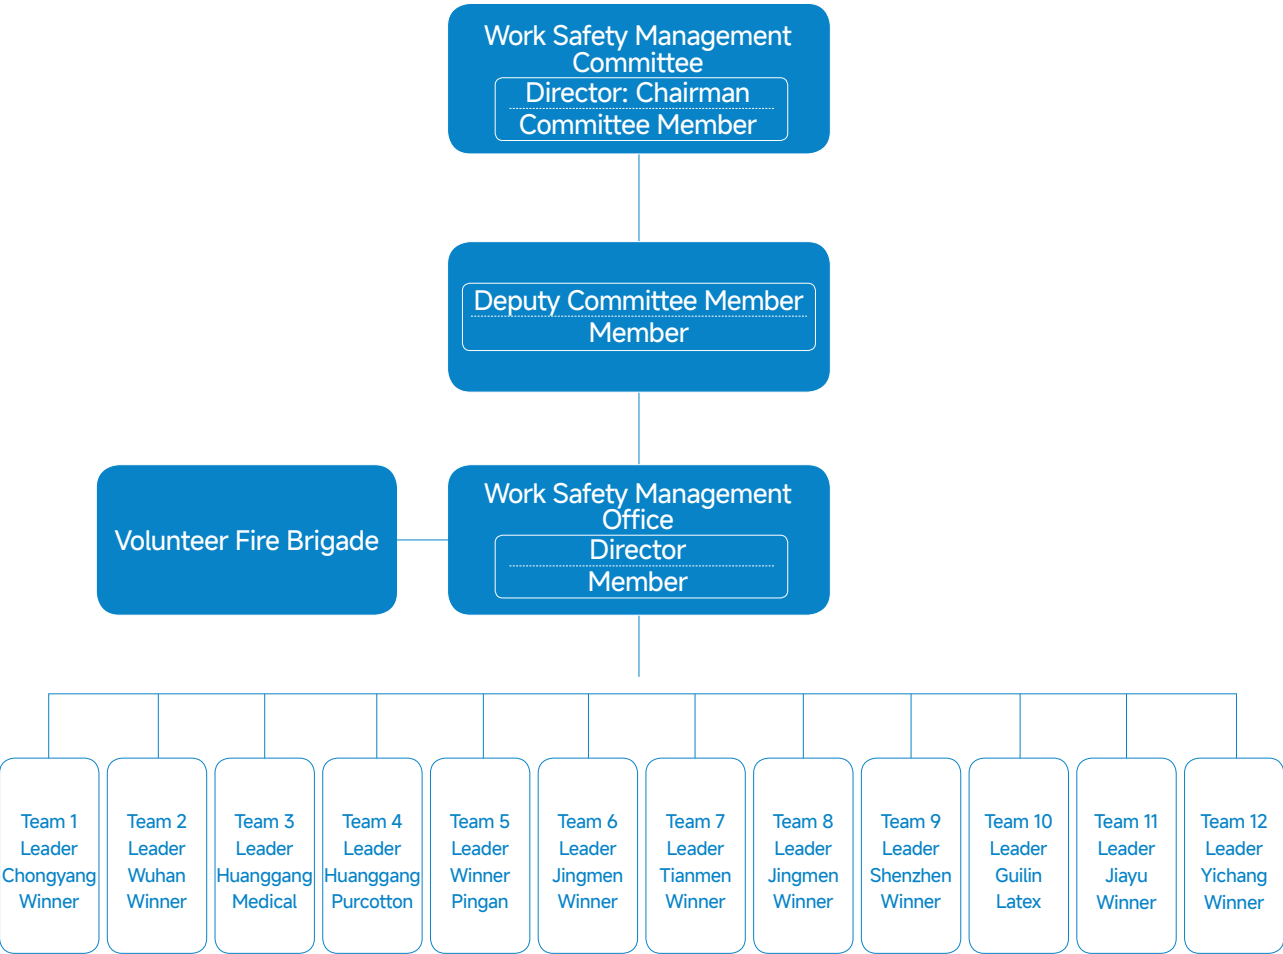 Work Safety Management
Committee
Director: Chairman
Committee Member
Deputy Committee Member
Member
Volunteer Fire Brigade
Work Safety Management
Office
Director
Member
Team 1
Leader
Chongyang
Winner
Team 2
Leader
Wuhan
Winner
Team 3
Leader
Huanggang
Medical
Team 4
Leader
Huanggang
Purcotton
Team 5
Leader
Winner
Pingan
Team 6
Leader
Jingmen
Winner
Team 7
Leader
Tianmen
Winner
Team 8
Leader
Jingmen
Winner
Team 9
Leader
Shenzhen
Winner
Team 10
Leader
Guilin
Latex
Team 11
Leader
Jiayu
Winner
Team 12
Leader
Yichang
Winner